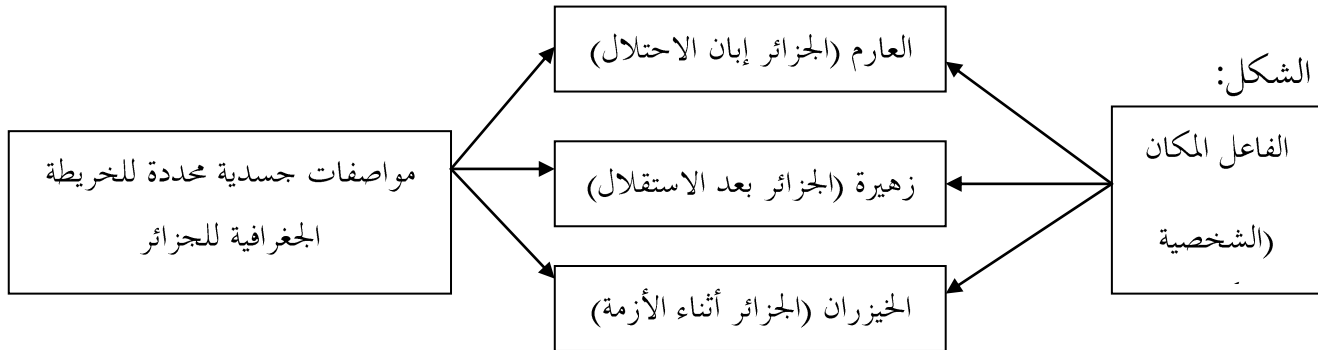 الشكل:
الفاعل المكان
(الشخصية
العارم (الجزائر إبان الاحتلال)
زهيرة (الجزائر بعد الاستقلال)
الخيزران (الجزائر أثناء الأزمة)
مواصفات جسدية محددة للخريطة
الجغرافية للجزائر